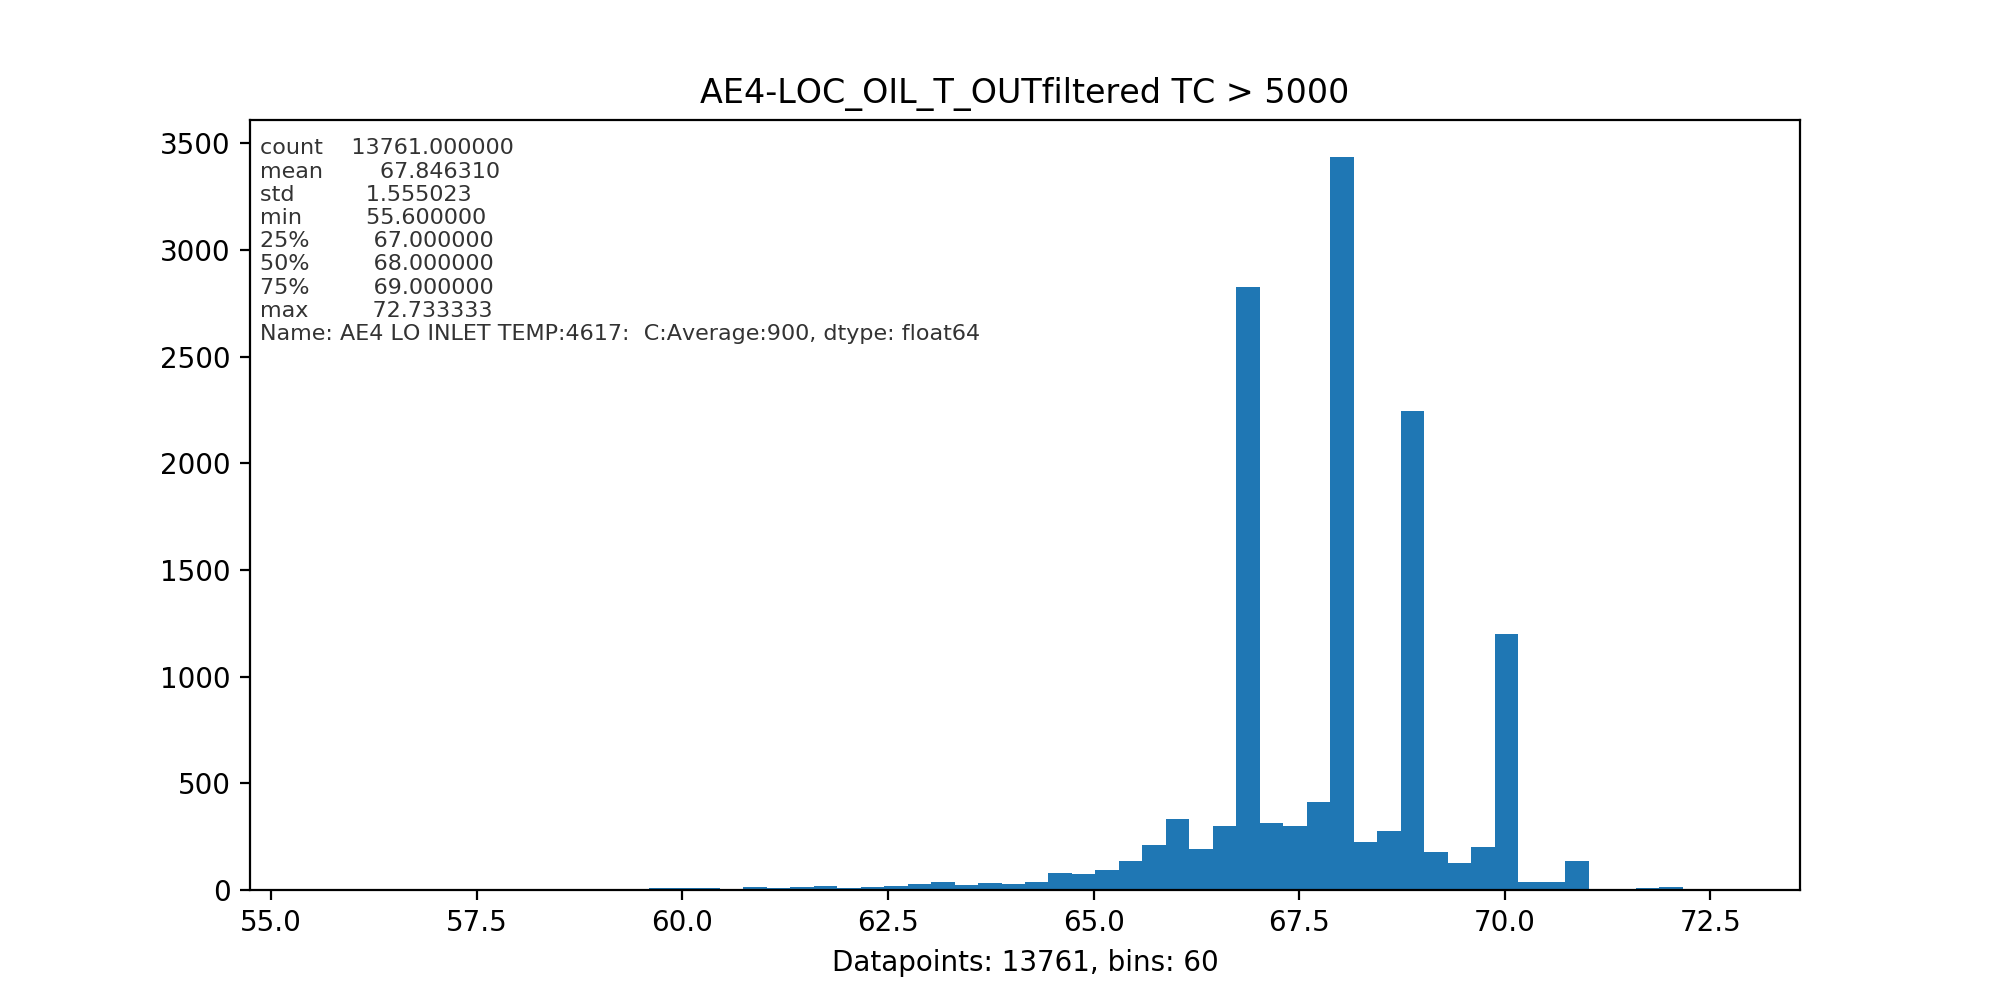 AE4-LOC_OIL_T_OUTfiltered TC > 5000
3500
3000
2500
2000
1500
1000
500
0
count 13761.000000
mean 67.846310
std 1.555023
min 55.600000
25% 67.000000
50% 68.000000
75% 69.000000
max 72.733333
Name: AE4 LO INLET TEMP:4617: C:Average:900, dtype: float64
55.0 57.5 60.0 62.5 65.0 67.5 70.0 72.5
Datapoints: 13761, bins: 60